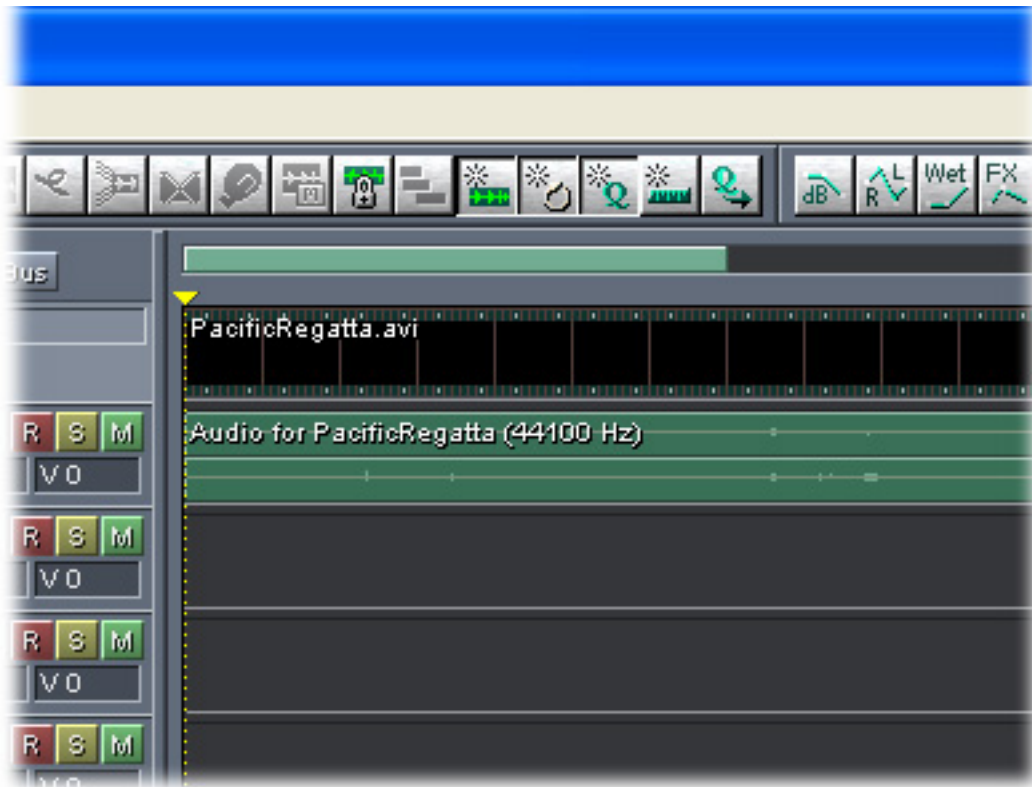 dB
R L
Wet
FX
Bus
PacificRegatta.avi
R S M
Audio for PacificRegatta (44100 Hz)
V 0
R S M
V 0
R S M
V 0
R S M